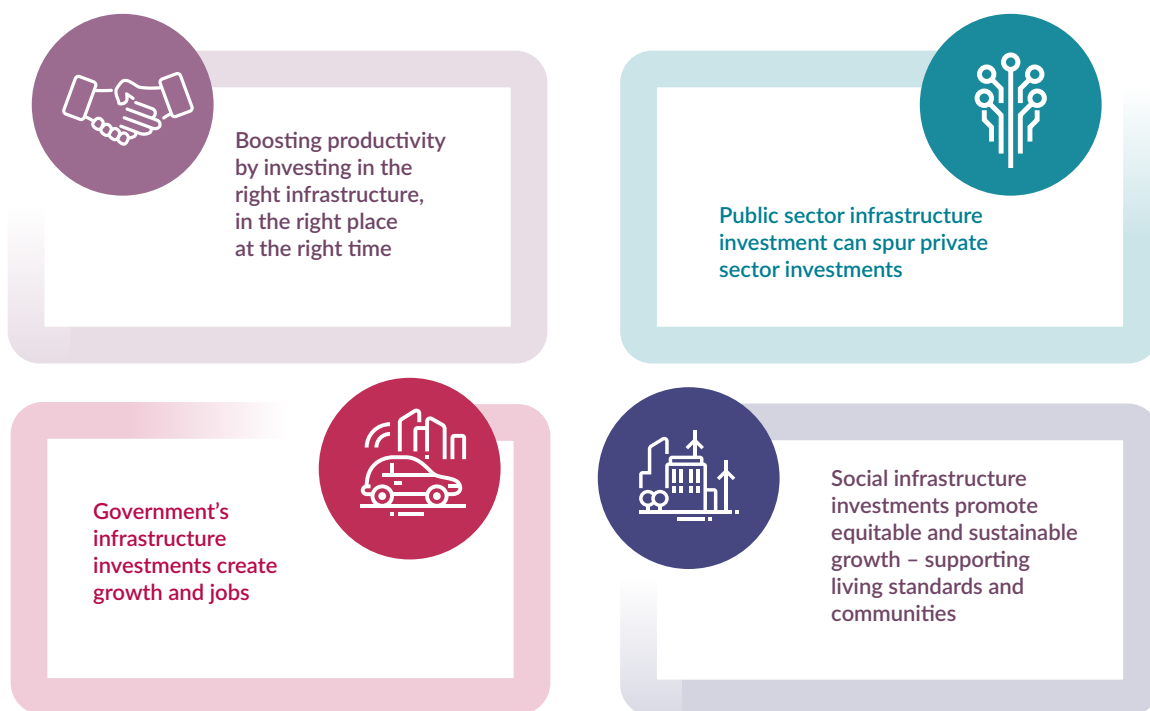 Boosting productivity
by investing in the
right infrastructure,
in the right place
at the right time
Public sector infrastructure
investment can spur private
sector investments
Government's
infrastructure
investments create
growth and jobs
Social infrastructure
investments promote
equitable and sustainable
growth – supporting
living standards and
communities